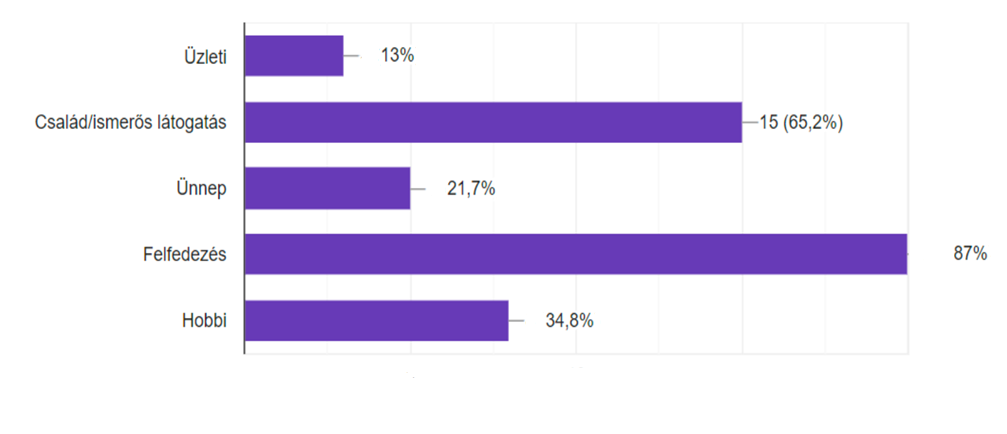 Üzleti 13%
Család/ismerős látogatás 15 (65,2%)
Ünnep 21,7%
Felfedezés 87%
Hobbi 34,8%